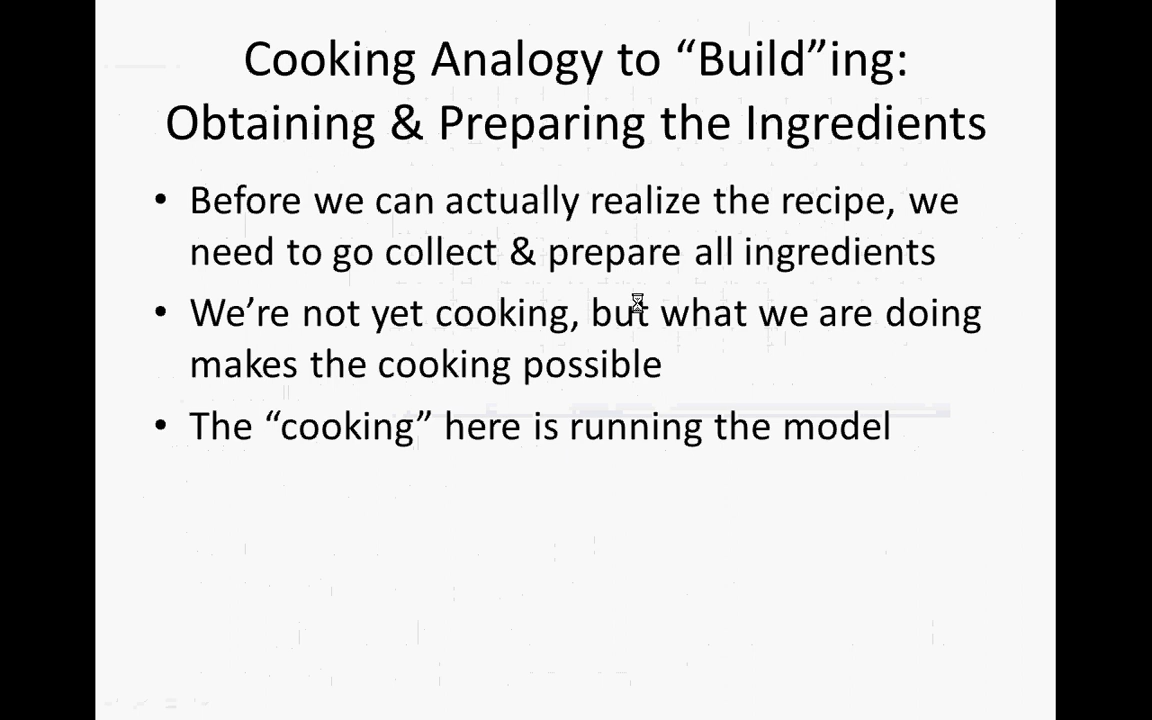 Cooking Analogy to “Build”ing:
Obtaining & Preparing the Ingredients
• Before we can actually realize the recipe, we
need to go collect & prepare all ingredients
• We’re not yet cooking, but what we are doing
makes the cooking possible
• The “cooking” here is running the model